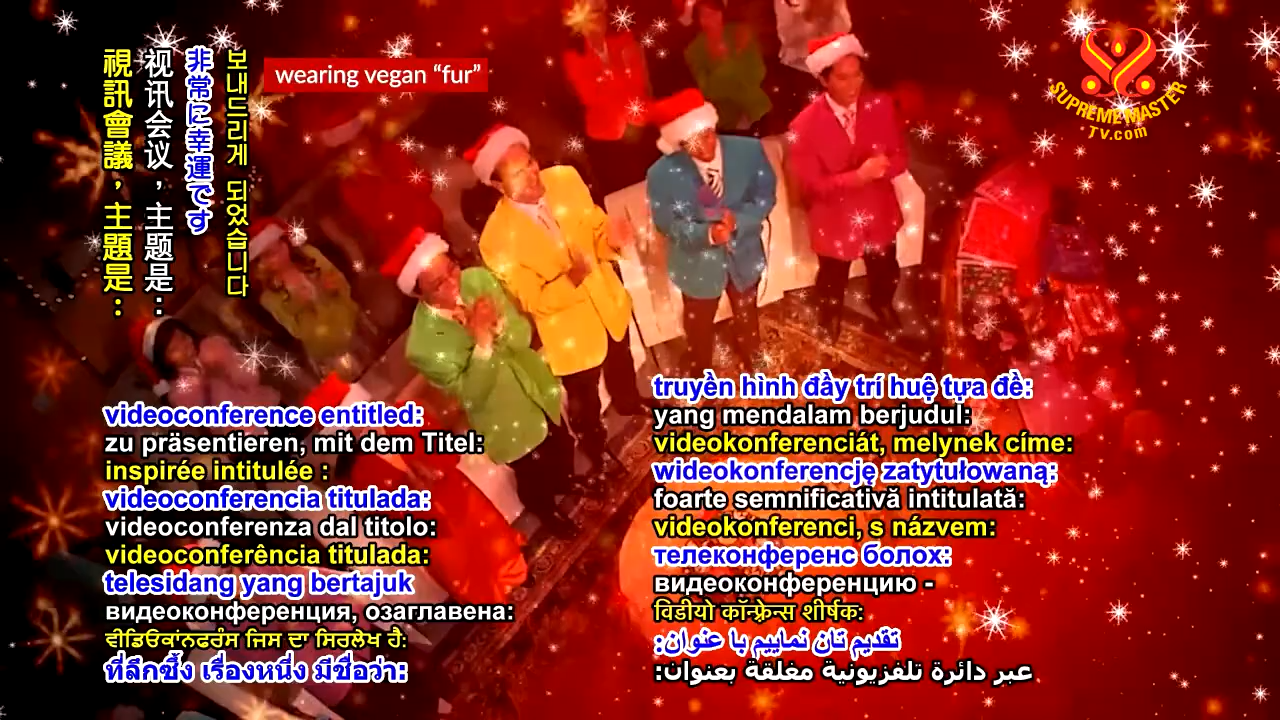 視訊會議，主題是：
视讯会议，主题是：
非常に幸運です
보내드리게 되었습니다
wearing vegan “fur”
SUPREME MASTER
TV.com
videoconference entitled:
zu präsentieren, mit dem Titel:
inspirée intitulée :
videoconferencia titulada:
videoconferenza dal titolo:
videoconferência titulada:
telesidang yang bertajuk
видеоконференция, озаглавена:
ਵੀਡਿਓਕਾਂਨਫਰੰਸ ਜਿਸ ਦਾ ਸਿਰਲੇਖ ਹੈ:
ที่ลึกซึ้ง เรื่องหนึ่ง มีชื่อว่า:
truyền hình đầy trí huệ tựa đề:
yang mendalam berjudul:
videokonferenciát, melynek címe:
wideokonferencję zatytułowaną:
foarte semnificativă intitulată:
videokonferenci, s názvem:
телеконференс болох:
видеоконференцию -
विडीयो कॉन्फ़्रेन्स शीर्षक:
تقدیم تان نماییم با عنوان:
عبر دائرة تلفزيونية مغلقة بعنوان: